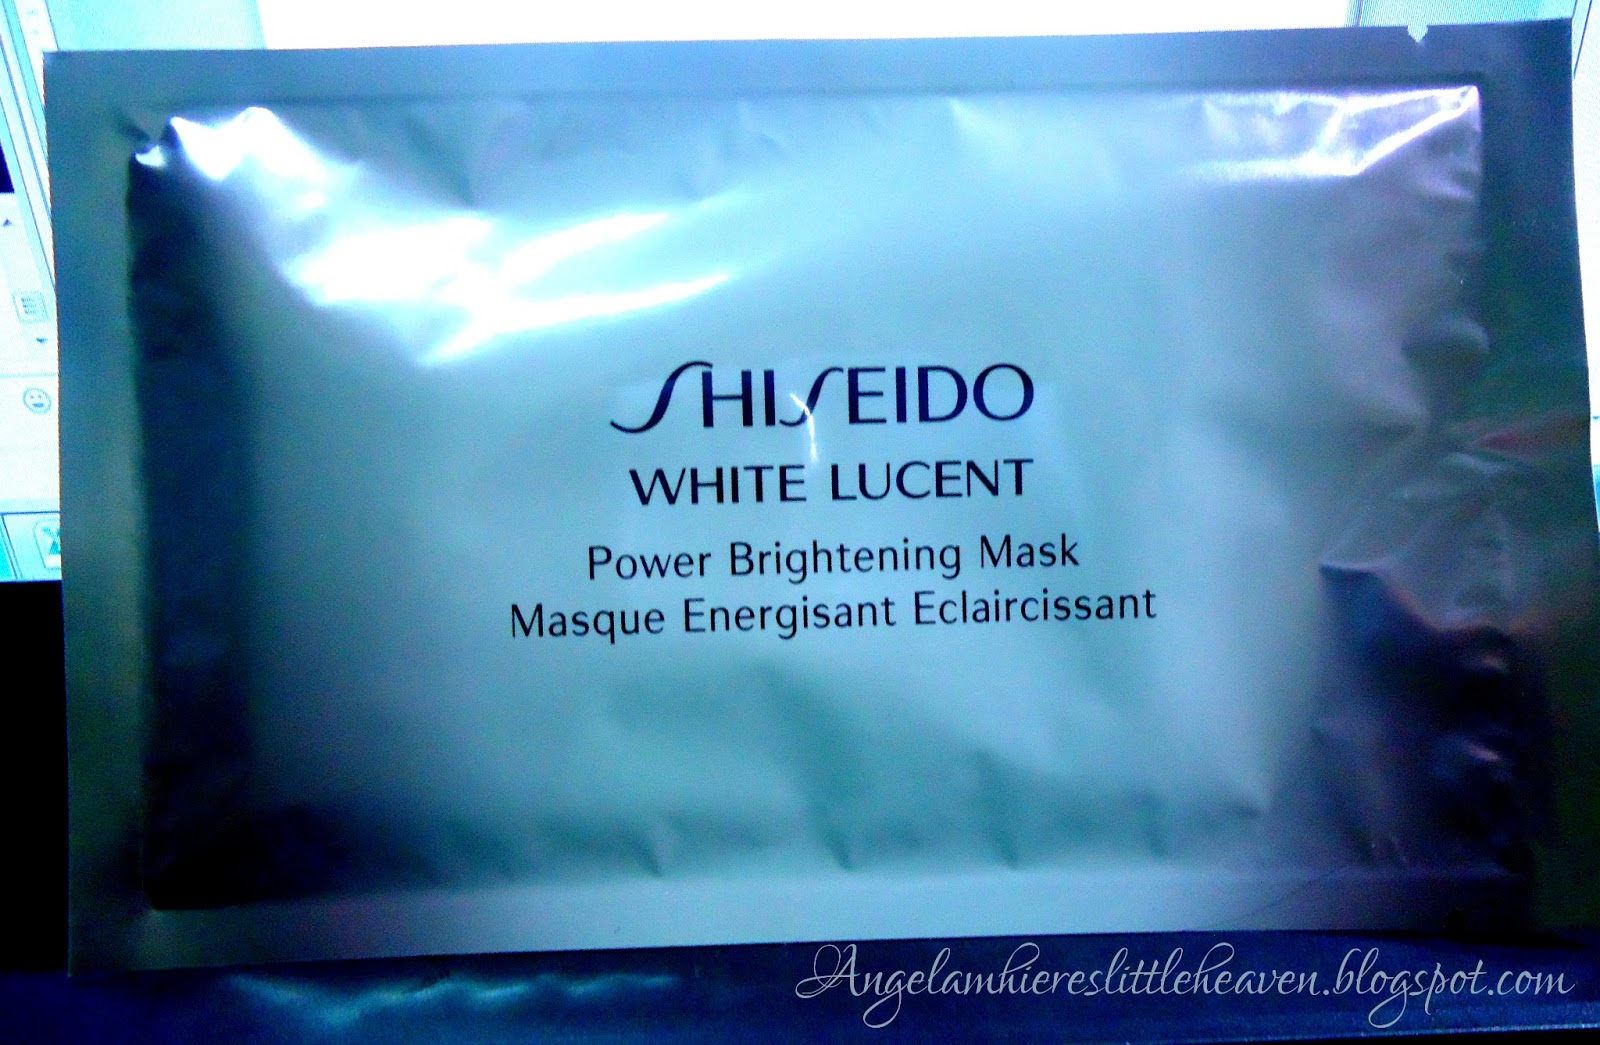 SHISEIDO
WHITE LUCENT
Power Brightening Mask
Masque Energisant Eclaircissant
Angelamhiereslittleheaven.blogspot.com